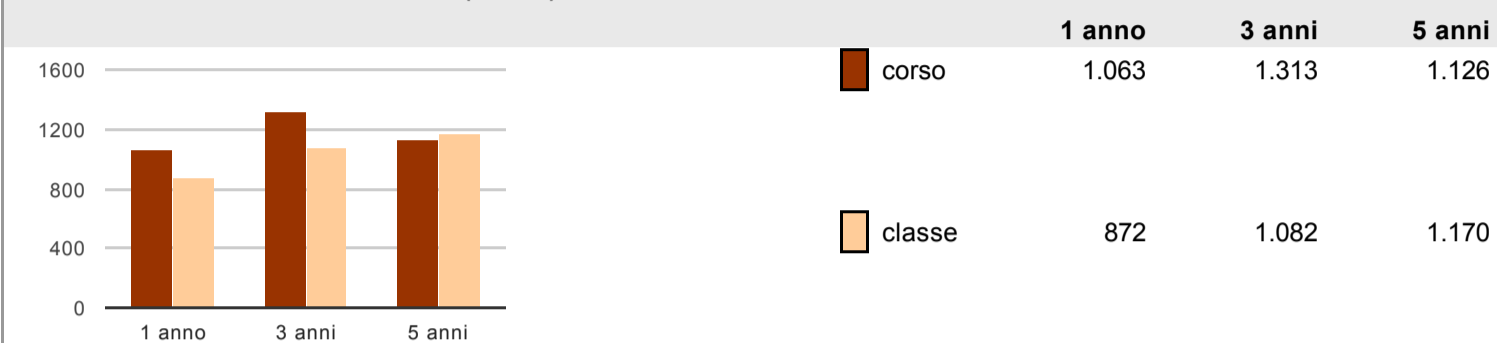 1 anno 3 anni 5 anni
1600
1200
800
400
0
1 anno 3 anni 5 anni
corso 1.063 1.313 1.126
classe 872 1.082 1.170